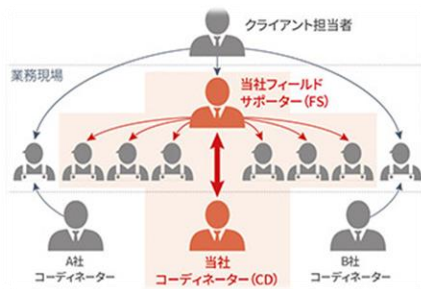 クライアント担当者
業務現場
当社フィールド
サポーター(FS)
A社
コーディネーター
当社
コーディネーター(CD)
B社
コーディネーター